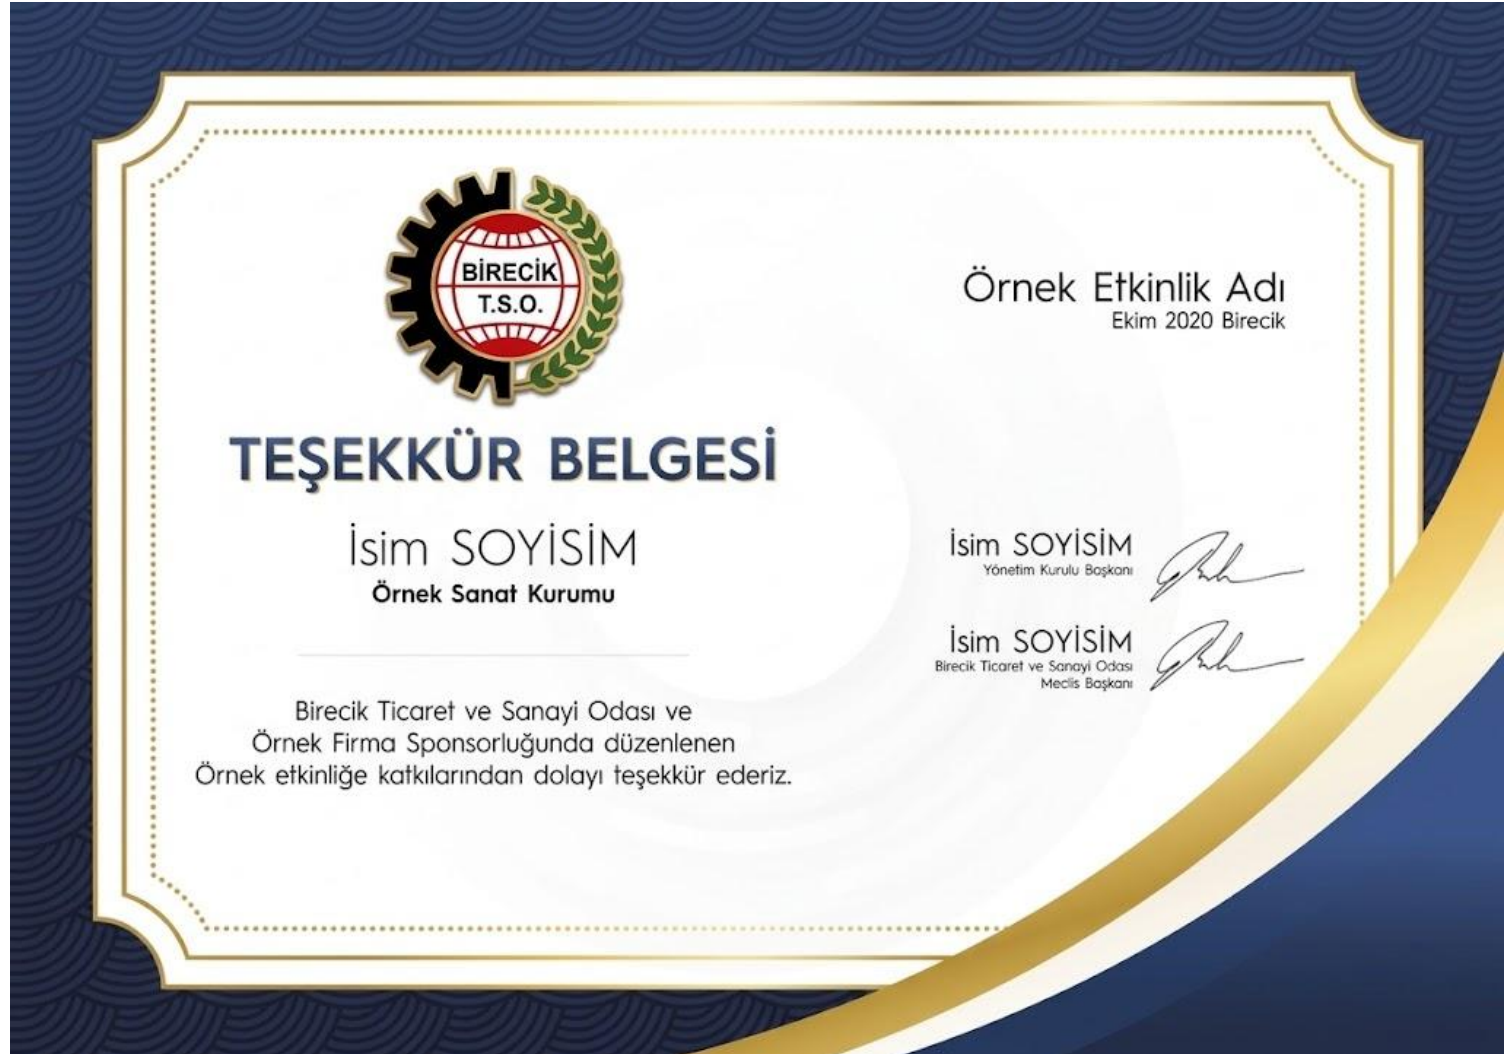 BİRECİK
T.S.O.
TEŞEKKÜR BELGESİ
İsim SOYİSİM
Örnek Sanat Kurumu
Birecik Ticaret ve Sanayi Odası ve
Örnek Firma Sponsorluğunda düzenlenen
Örnek etkinliğe katkılarından dolayı teşekkür ederiz.
Örnek Etkinlik Adı
Ekim 2020 Birecik
İsim SOYİSİM
Yönetim Kurulu Başkanı
İsim SOYİSİM
Birecik Ticaret ve Sanayi Odası
Meclis Başkanı